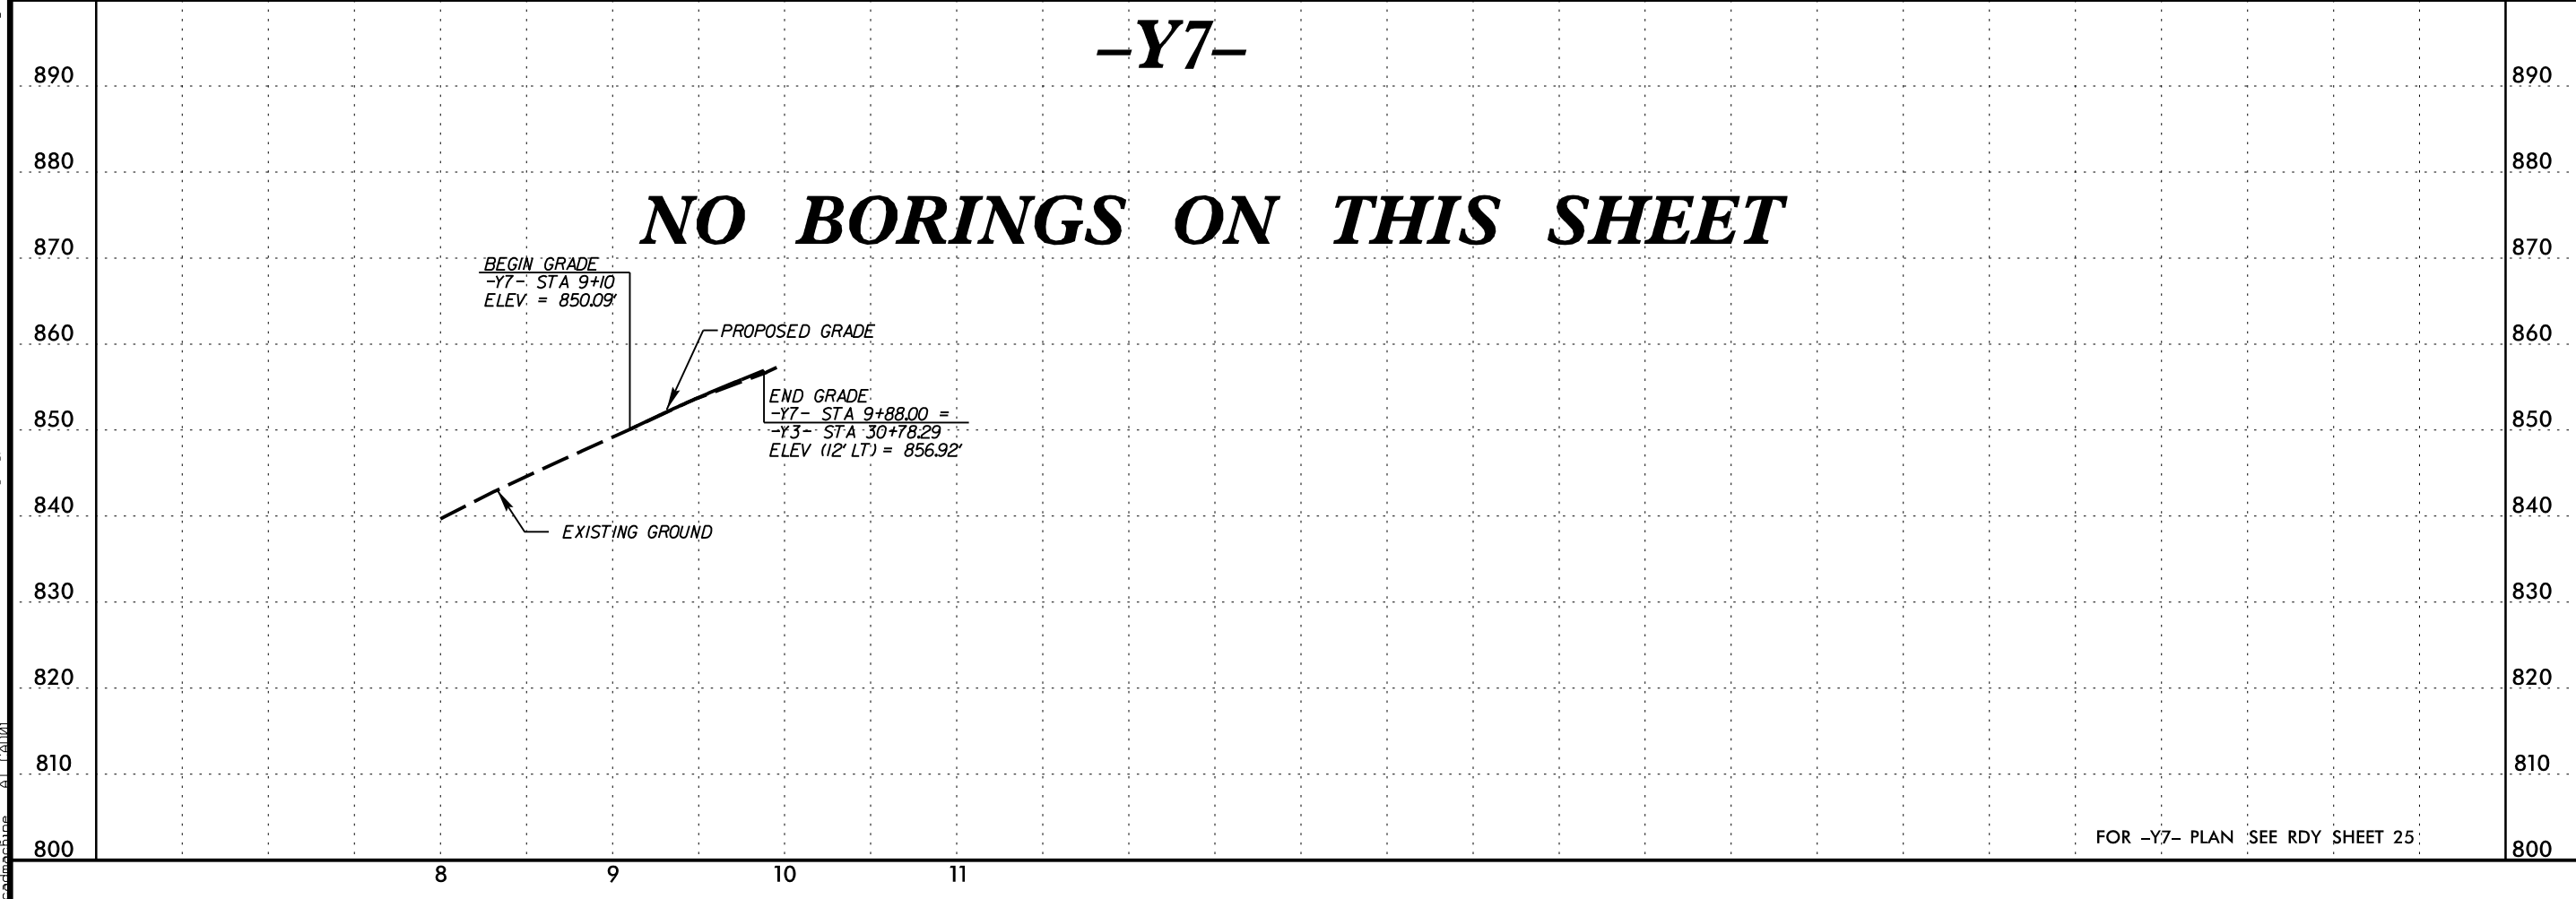 –Y7–
890 890
880 880
NO BORINGS ON THIS SHEET
870 870
BEGIN GRADE
-Y7- STA 9+10
ELEV = 850.09'
860 860
PROPOSED GRADE
END GRADE
-Y7- STA 9+88.00 =
-Y3- STA 30+78.29
ELEV (12' LT) = 856.92'
850 850
840 840
EXISTING GROUND
830 830
820 820
810 810
FOR –Y7– PLAN SEE RDY SHEET 25
800 800
8 9 10 11